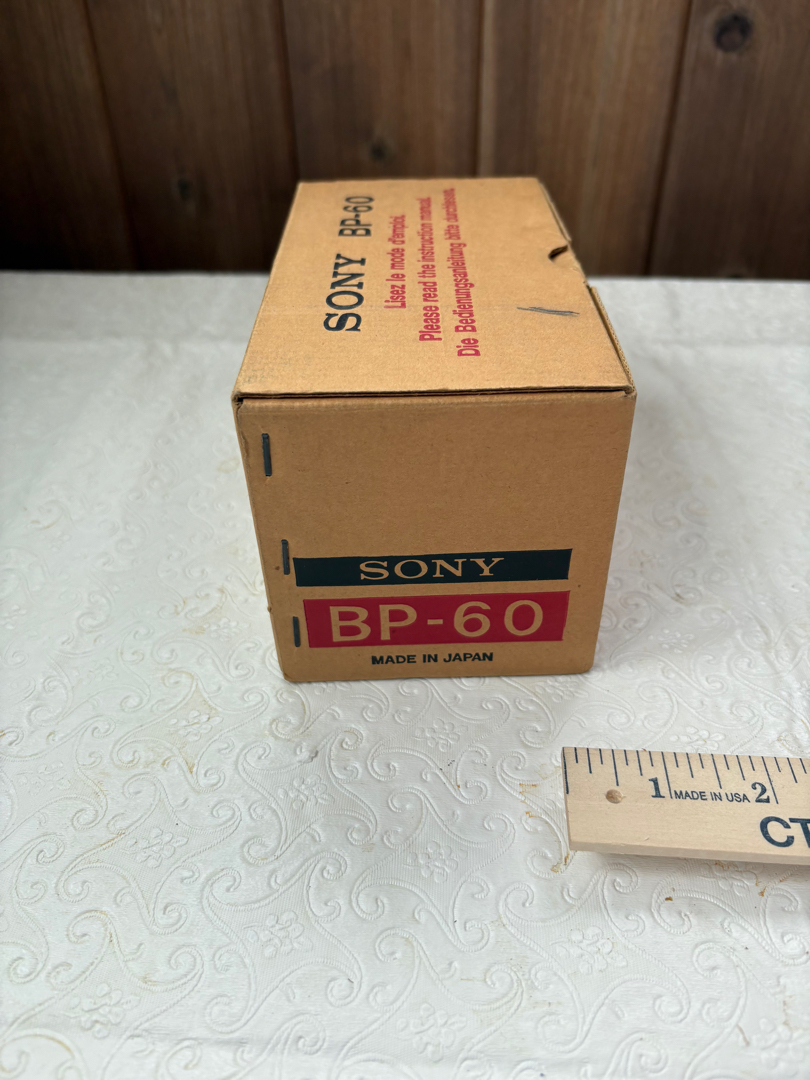 SONY BP-60
Lisez le mode d'emploi.
Please read the instruction manual.
Die Bedienungsanleitung bitte durchlesend.
SONY
BP-60
MADE IN JAPAN
1 MADE IN USA 2
CT